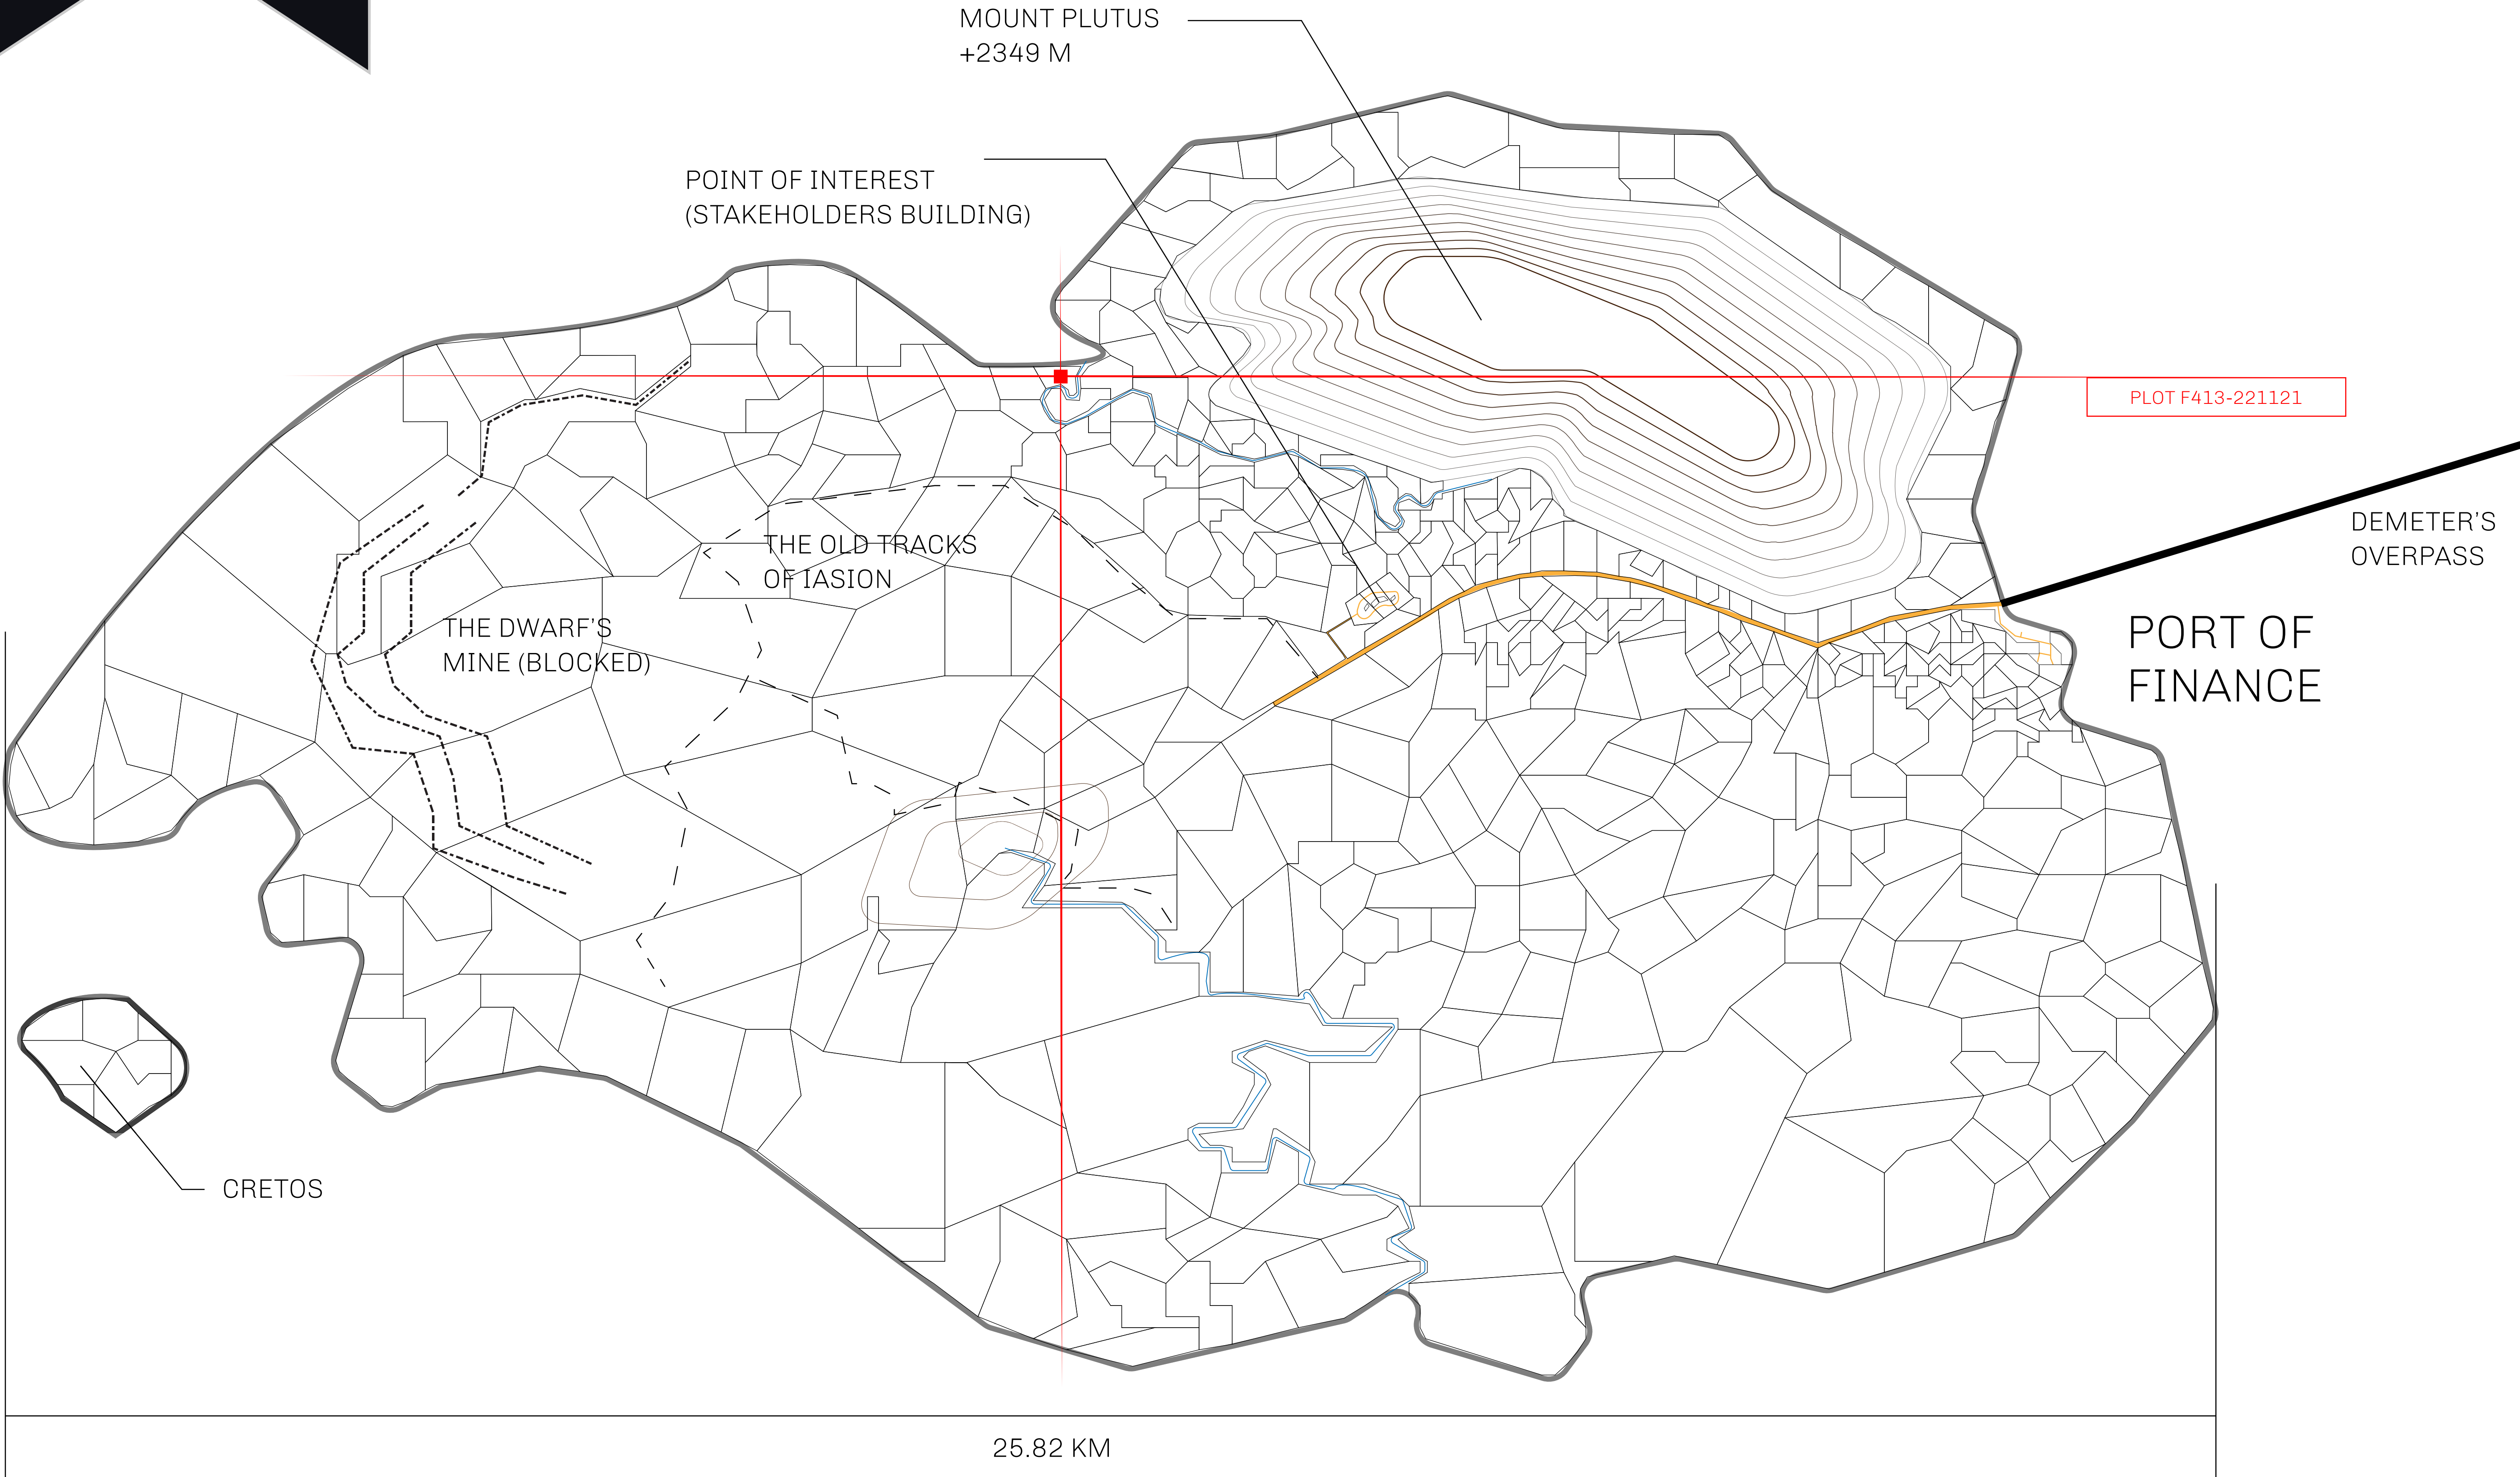 MOUNT PLUTUS
+2349 M
POINT OF INTEREST
(STAKEHOLDERS BUILDING)
PLOT F413-221121
DEMETER'S
OVERPASS
THE OLD TRACKS
OF IASION
THE DWARF'S
MINE (BLOCKED)
PORT OF
FINANCE
CRETOS
25.82 KM